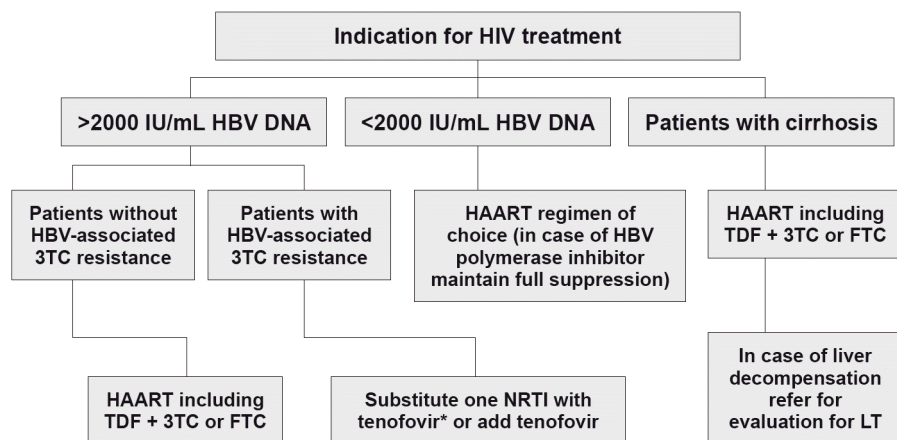 Indication for HIV treatment
>2000 IU/mL HBV DNA
<2000 IU/mL HBV DNA
Patients with cirrhosis
Patients without
HBV-associated
3TC resistance
Patients with
HBV-associated
3TC resistance
HAART regimen of
choice (in case of HBV
polymerase inhibitor
maintain full suppression)
HAART including
TDF + 3TC or FTC
HAART including
TDF + 3TC or FTC
Substitute one NRTI with
tenofovir* or add tenofovir
In case of liver
decompensation
refer for
evaluation for LT